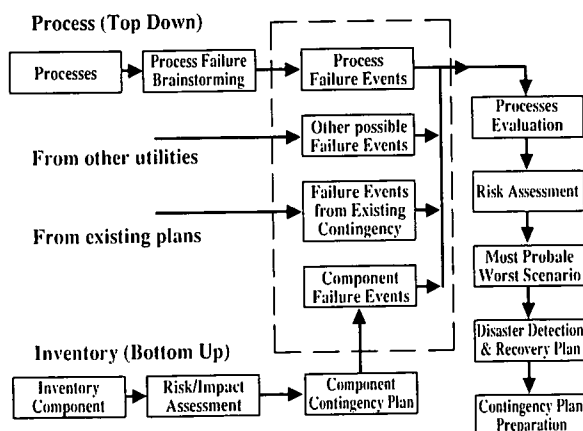 Process (Top Down)
Processes
Process Failure
Brainstorming
Process
Failure Events
Processes
Evaluation
From other utilities
Other possible
Failure Events
Risk Assessment
From existing plans
Failure Events
from Existing
Contingency
Most Probale
Worst Scenario
Component
Failure Events
Disaster Detection
& Recovery Plan
Inventory (Bottom Up)
Inventory
Component
Risk/Impact
Assessment
Component
Contingency Plan
Contingency Plan
Preparation